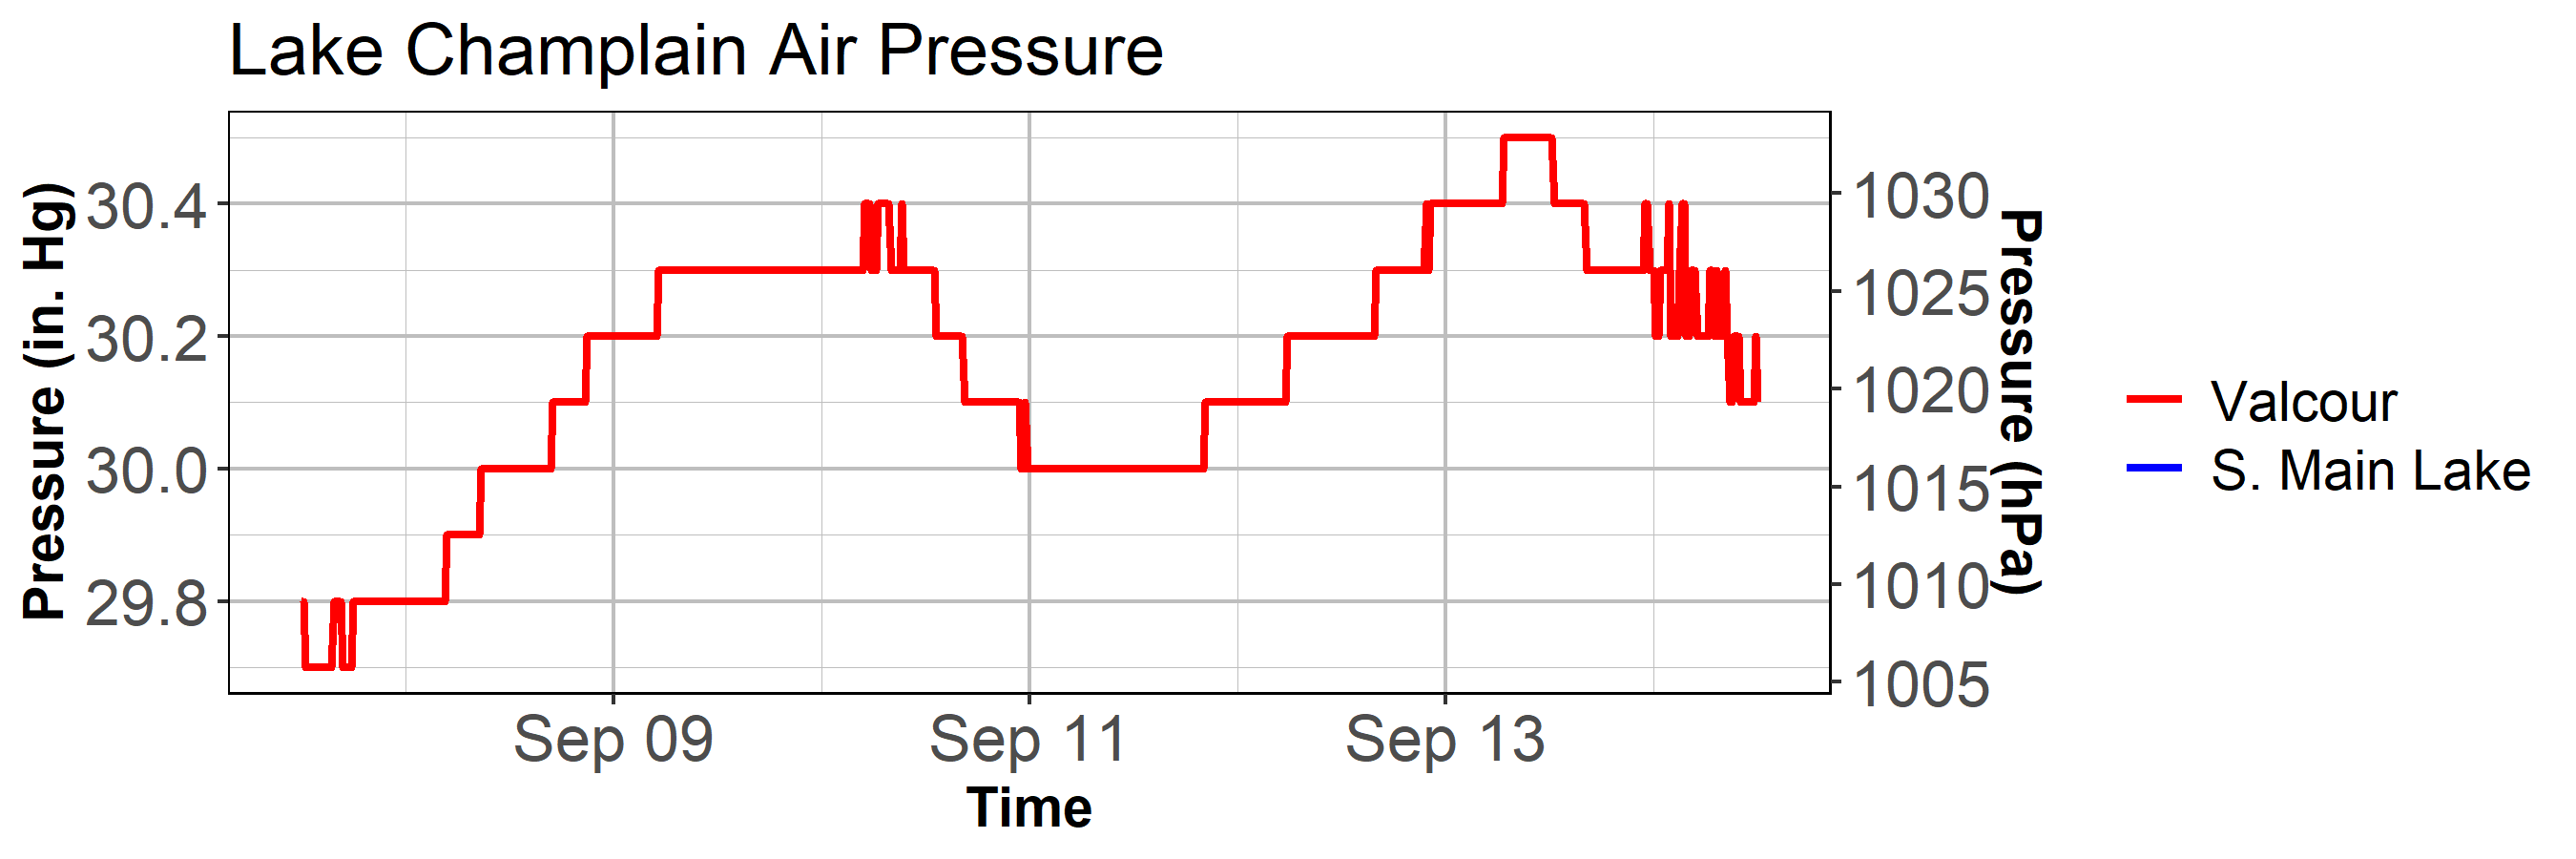 Lake Champlain Air Pressure
Pressure (in. Hg)
30.4
30.2
30.0
29.8
1030
1025
1020
1015
1010
1005
Pressure (hPa)
Sep 09
Sep 11
Sep 13
Time
Valcour
S. Main Lake